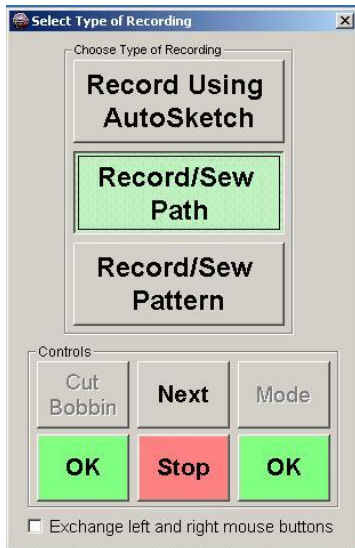 Select Type of Recording
Choose Type of Recording
Record Using
AutoSketch
Record/Sew
Path
Record/Sew
Pattern
Controls
Cut
Bobbin
Next
Mode
OK
Stop
OK
Exchange left and right mouse buttons